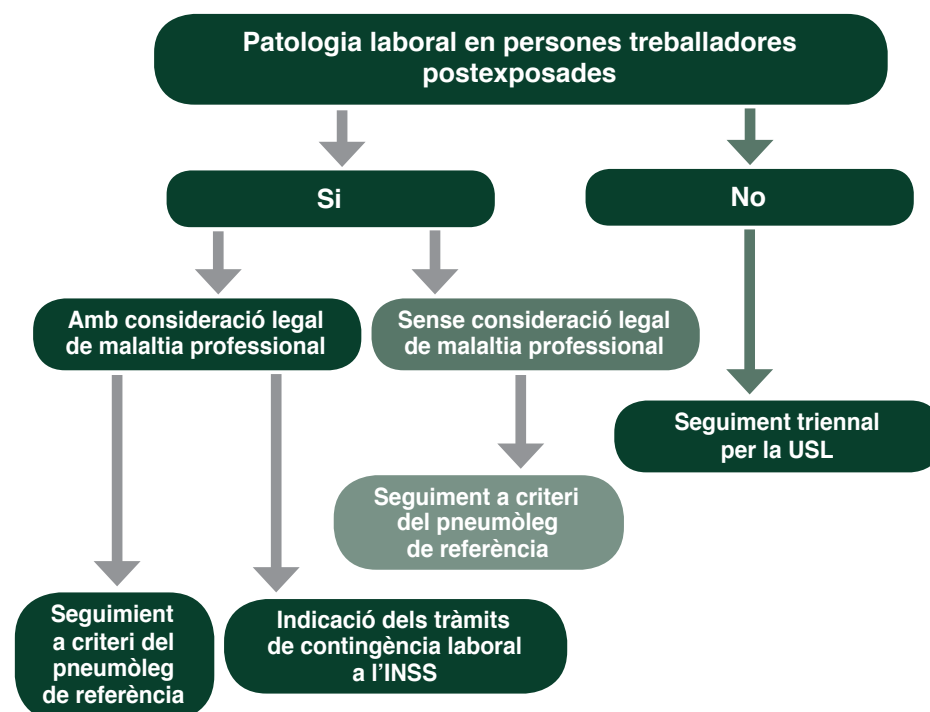 Patologia laboral en persones treballadores
postexposades
Si
No
Amb consideració legal
de malaltia professional
Sense consideració legal
de malaltia professional
Seguiment triennal
per la USL
Seguiment a criteri
del pneumòleg
de referència
Seguimient
a criteri del
pneumòleg
de referència
Indicació dels tràmits
de contingència laboral
a l'INSS